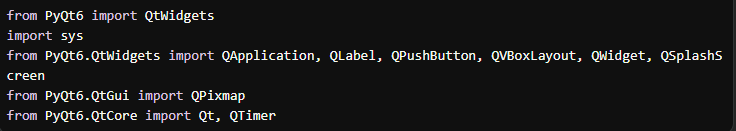 from PyQt6 import QtWidgets
import sys
from PyQt6.QtWidgets import QApplication, QLabel, QPushButton, QVBoxLayout, QWidget, QSplashS
creen
from PyQt6.QtGui import QPixmap
from PyQt6.QtCore import Qt, QTimer